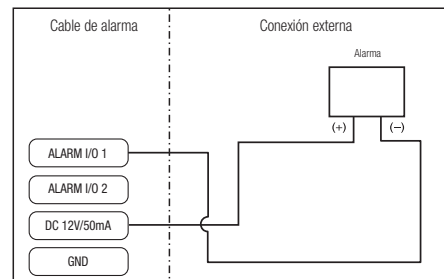 Cable de alarma
Conexión externa
Alarma
(+)
(−)
ALARM I/O 1
ALARM I/O 2
DC 12V/50mA
GND